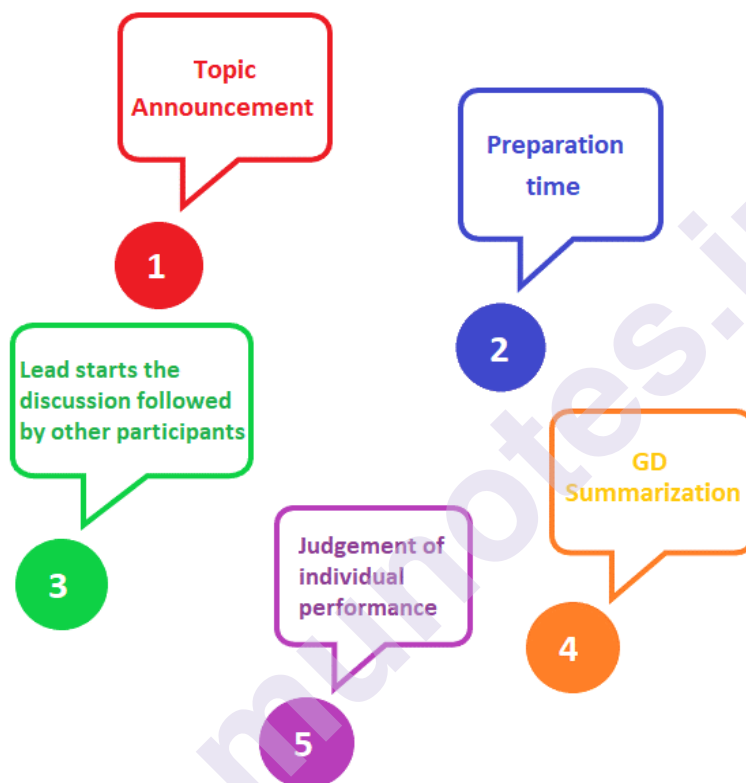 Topic
Announcement
1
Preparation
time
2
Lead starts the
discussion followed
by other participants
3
GD
Summarization
4
Judgement of
individual
performance
5
munotes.i